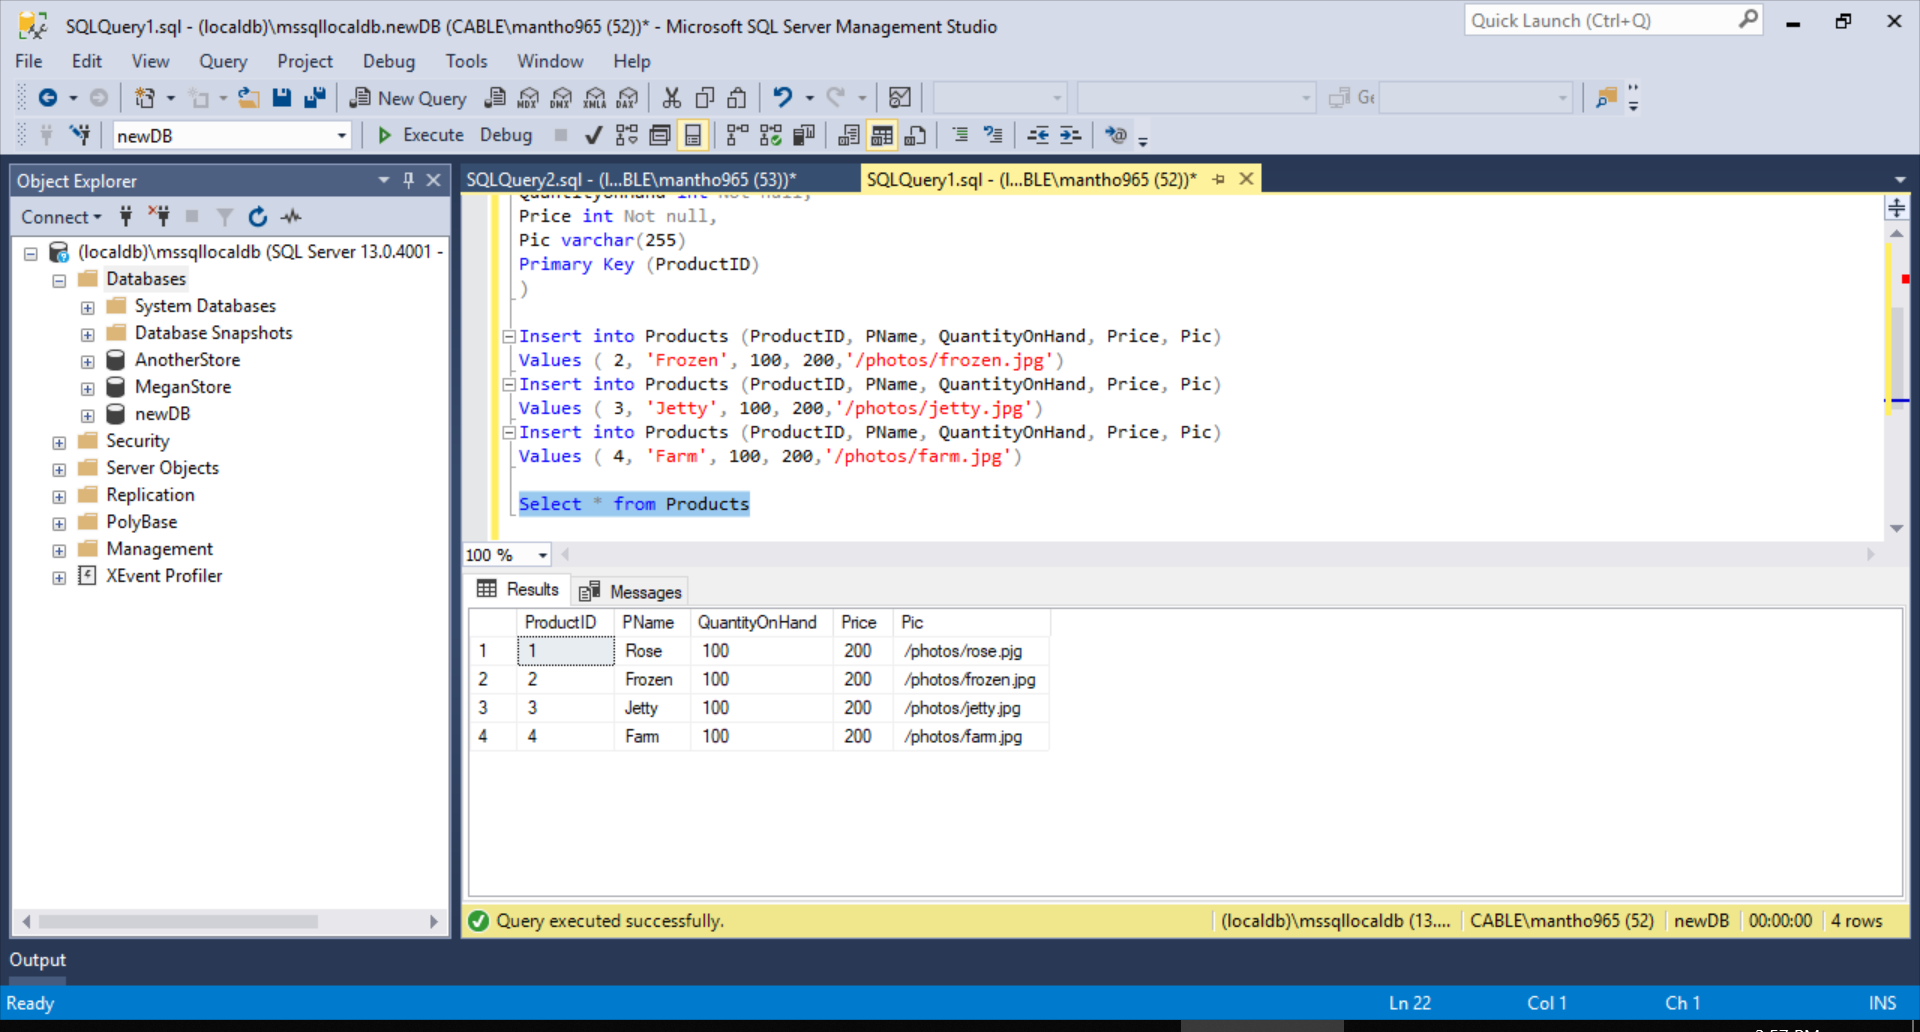 SQLQuery1.sql - (localdb)\mssqllocaldb.newDB (CABLE\mantho965 (52))* - Microsoft SQL Server Management Studio
Quick Launch (Ctrl+Q)
File Edit View Query Project Debug Tools Window Help
New Query MDX DMX XMLA DAX
newDB Execute Debug
Object Explorer
Connect
(localdb)\mssqllocaldb (SQL Server 13.0.4001 -
Databases
System Databases
Database Snapshots
AnotherStore
MeganStore
newDB
Security
Server Objects
Replication
PolyBase
Management
XEvent Profiler
SQLQuery2.sql - (l...BLE\mantho965 (53))* SQLQuery1.sql - (l...BLE\mantho965 (52))*
QuantityOnHand int Not null,
Price int Not null,
Pic varchar(255)
Primary Key (ProductID)
)
Insert into Products (ProductID, PName, QuantityOnHand, Price, Pic)
Values ( 2, 'Frozen', 100, 200,'/photos/frozen.jpg')
Insert into Products (ProductID, PName, QuantityOnHand, Price, Pic)
Values ( 3, 'Jetty', 100, 200,'/photos/jetty.jpg')
Insert into Products (ProductID, PName, QuantityOnHand, Price, Pic)
Values ( 4, 'Farm', 100, 200,'/photos/farm.jpg')
Select * from Products
100 %
Results Messages
ProductID PName QuantityOnHand Price Pic
1 1 Rose 100 200 /photos/rose.pjg
2 2 Frozen 100 200 /photos/frozen.jpg
3 3 Jetty 100 200 /photos/jetty.jpg
4 4 Farm 100 200 /photos/farm.jpg
Query executed successfully. (localdb)\mssqllocaldb (13.... CABLE\mantho965 (52) newDB 00:00:00 4 rows
Output
Ready Ln 22 Col 1 Ch 1 INS